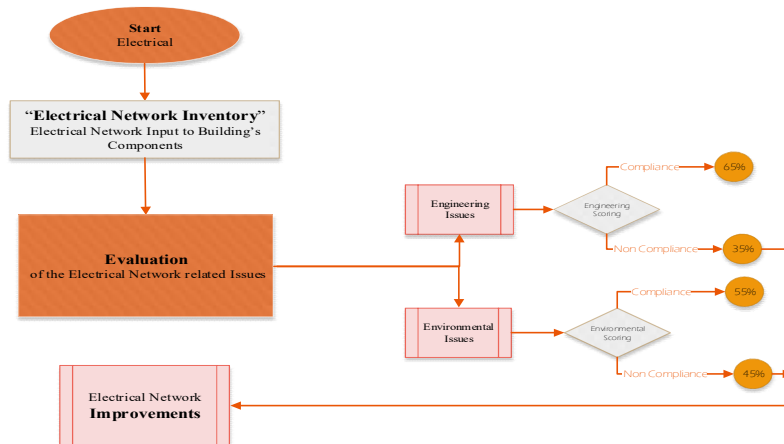 Start
Electrical
“Electrical Network Inventory”
Electrical Network Input to Building’s
Components
Evaluation
of the Electrical Network related Issues
Engineering
Issues
Engineering
Scoring
Compliance
65%
Non Compliance
35%
Environmental
Issues
Environmental
Scoring
Compliance
55%
Non Compliance
45%
Electrical Network
Improvements